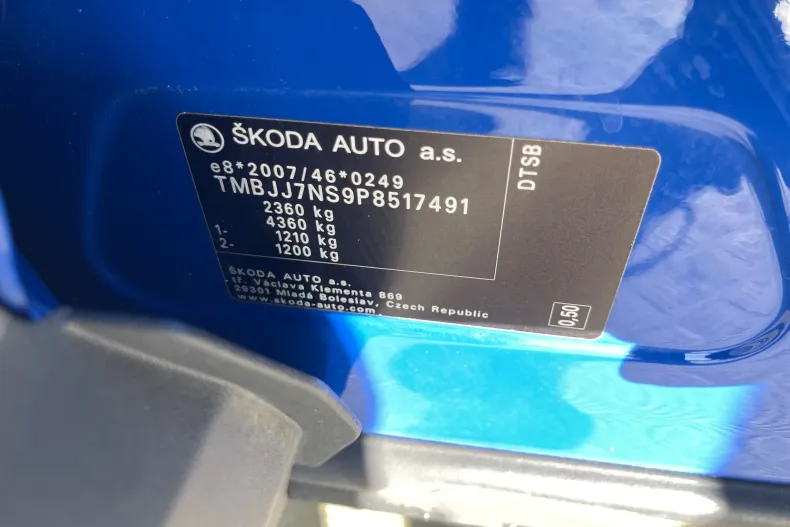 ŠKODA AUTO a.s.
e8*2007/46*0249
TMBJJ7NS9P8517491
2360 kg
4360 kg
1- 1210 kg
2- 1200 kg
ŠKODA AUTO a.s.
tř. Václava Klementa 869
29301 Mladá Boleslav, Czech Republic
www.skoda-auto.com
DTSB
0,50